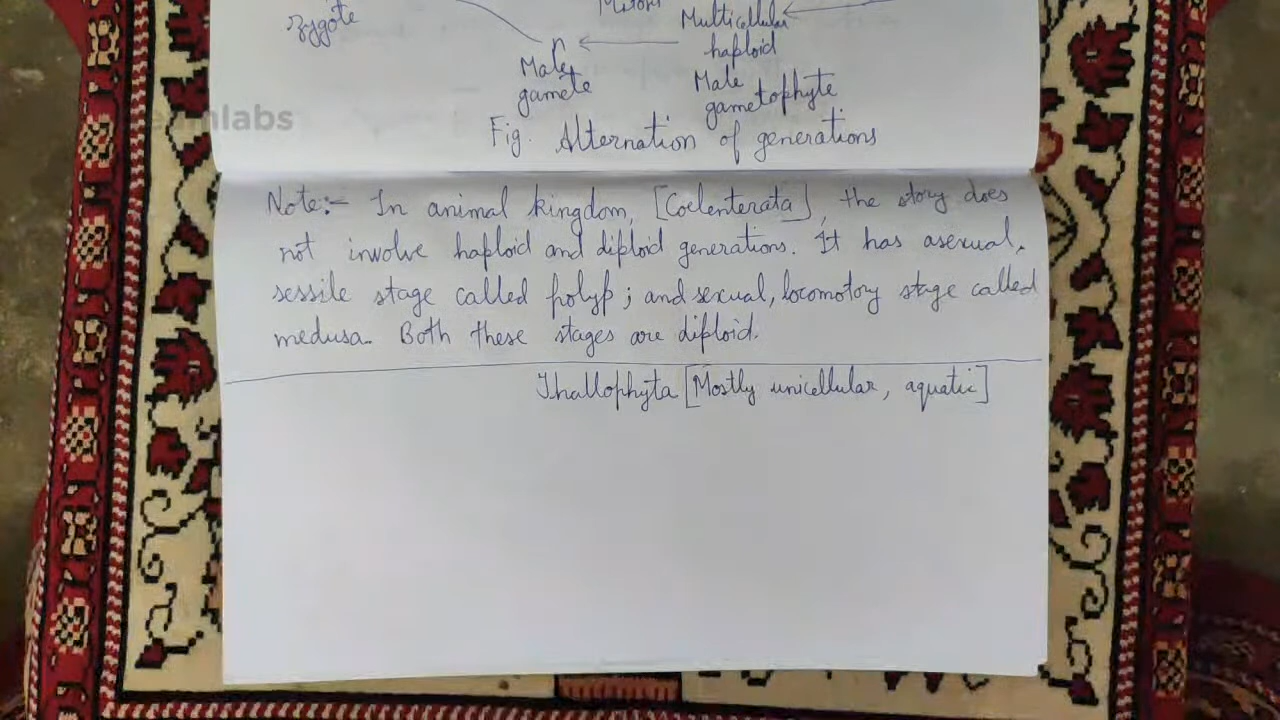 zygote
Multicellular
haploid
Male
gametophyte
n
Male
gamete
Fig. Alternation of generations
Note:- In animal kingdom, [Coelenterata], the story does
not involve haploid and diploid generations. It has asexual,
sessile stage called polyp; and sexual, locomotory stage called
medusa. Both these stages are diploid.
Thallophyta [Mostly unicellular, aquatic]